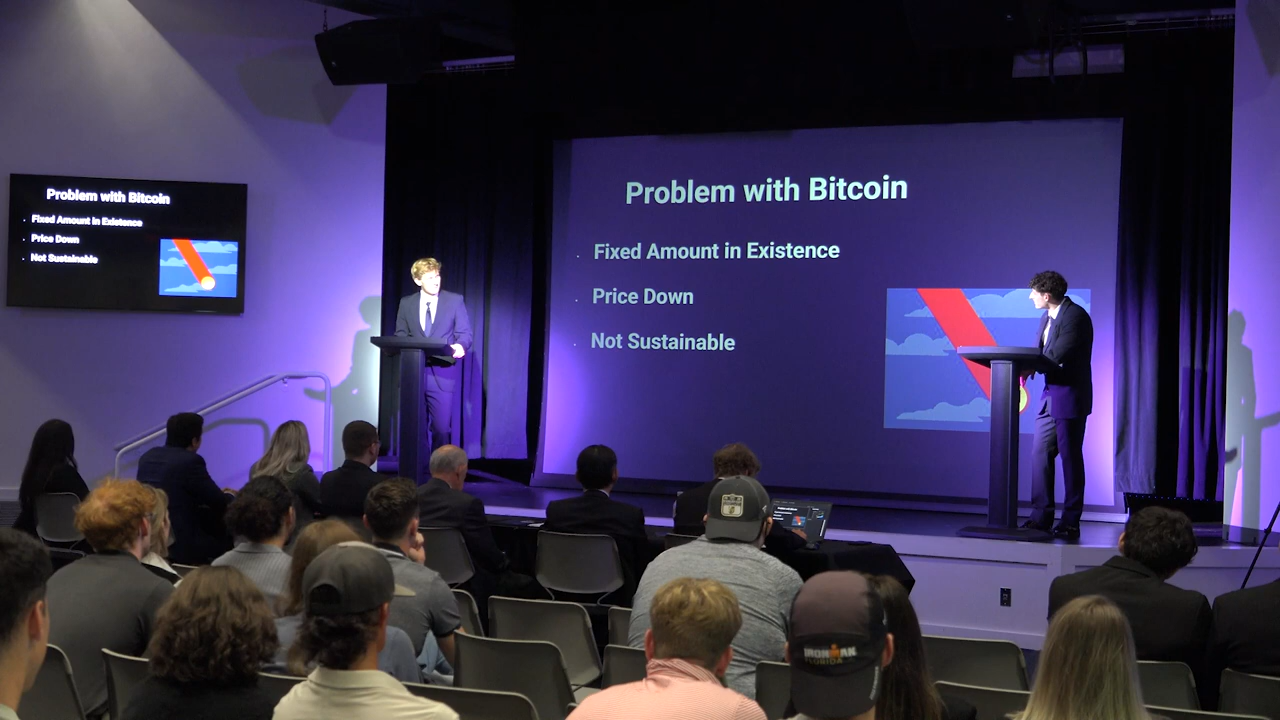 Problem with Bitcoin
Fixed Amount in Existence
Price Down
Not Sustainable
Problem with Bitcoin
Fixed Amount in Existence
Price Down
Not Sustainable
IRONMAN
FLORIDA